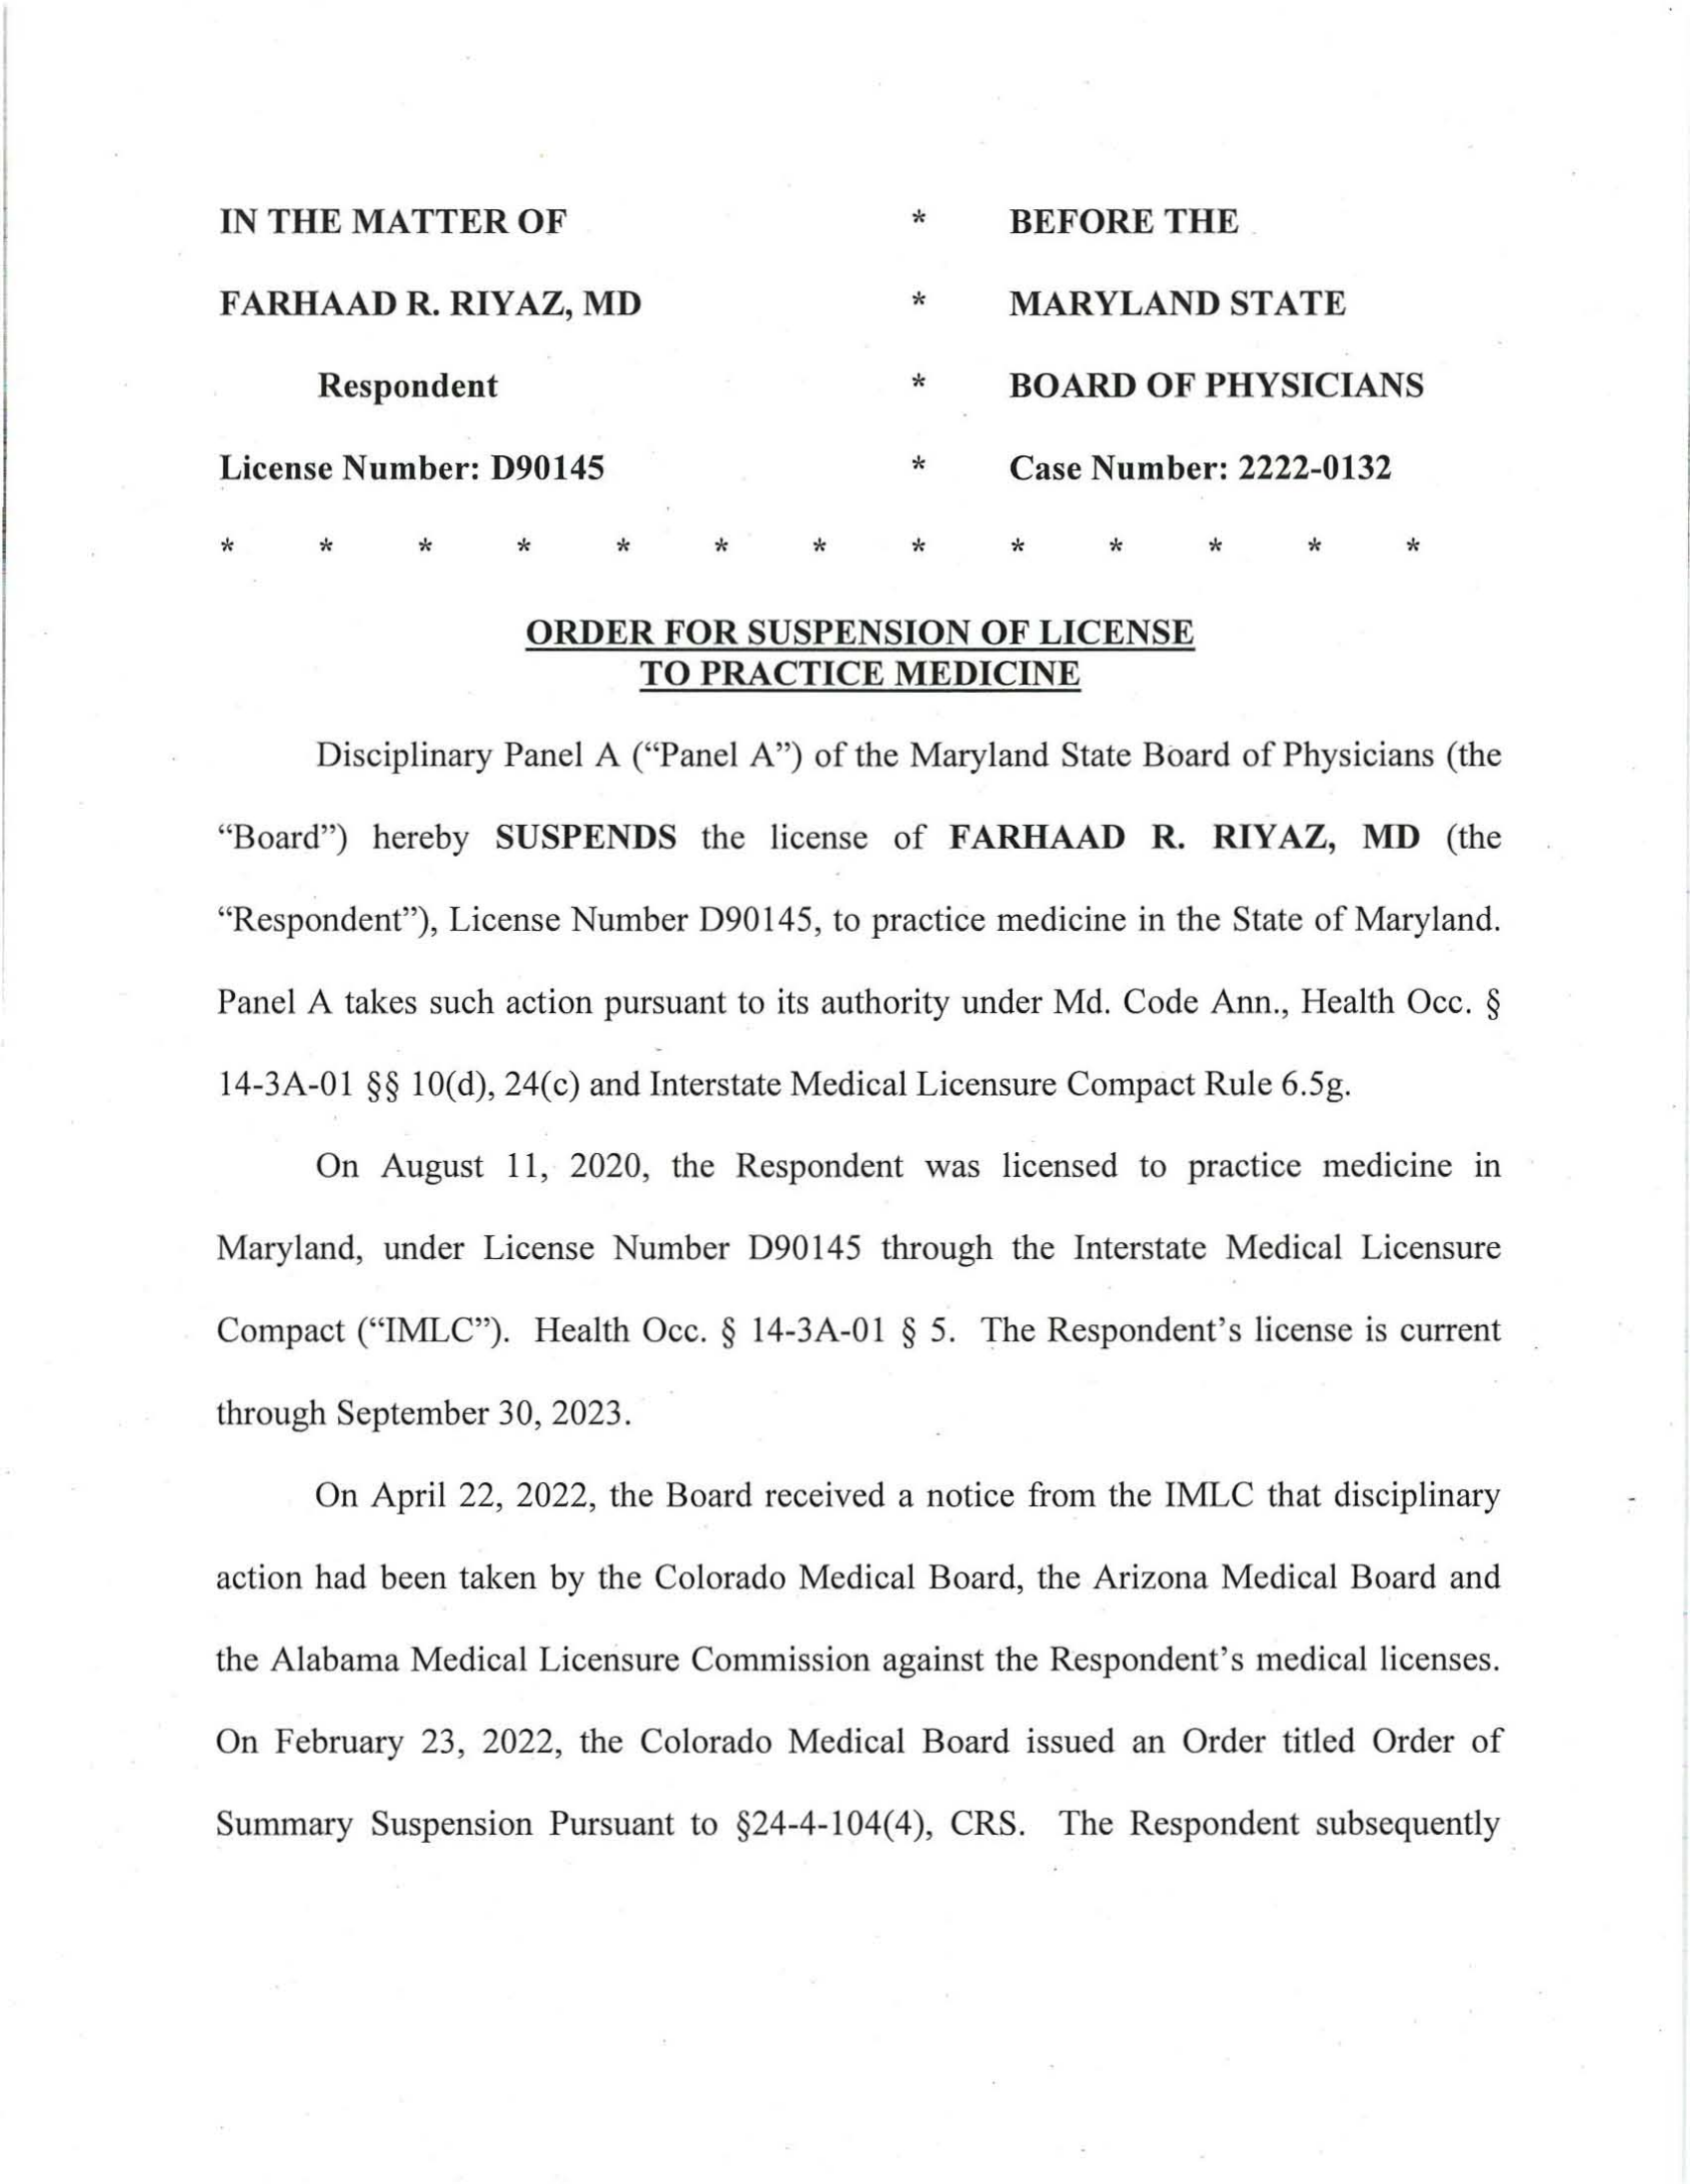 IN THE MATTER OF * BEFORE THE
FARHAAD R. RIYAZ, MD * MARYLAND STATE
Respondent * BOARD OF PHYSICIANS
License Number: D90145 * Case Number: 2222-0132
* * * * * * * * * * * * *
ORDER FOR SUSPENSION OF LICENSE
TO PRACTICE MEDICINE
Disciplinary Panel A (“Panel A”) of the Maryland State Board of Physicians (the
“Board”) hereby SUSPENDS the license of FARHAAD R. RIYAZ, MD (the
“Respondent”), License Number D90145, to practice medicine in the State of Maryland.
Panel A takes such action pursuant to its authority under Md. Code Ann., Health Occ. §
14-3A-01 §§ 10(d), 24(c) and Interstate Medical Licensure Compact Rule 6.5g.
On August 11, 2020, the Respondent was licensed to practice medicine in
Maryland, under License Number D90145 through the Interstate Medical Licensure
Compact (“IMLC”). Health Occ. § 14-3A-01 § 5. The Respondent’s license is current
through September 30, 2023.
On April 22, 2022, the Board received a notice from the IMLC that disciplinary
action had been taken by the Colorado Medical Board, the Arizona Medical Board and
the Alabama Medical Licensure Commission against the Respondent’s medical licenses.
On February 23, 2022, the Colorado Medical Board issued an Order titled Order of
Summary Suspension Pursuant to §24-4-104(4), CRS. The Respondent subsequently